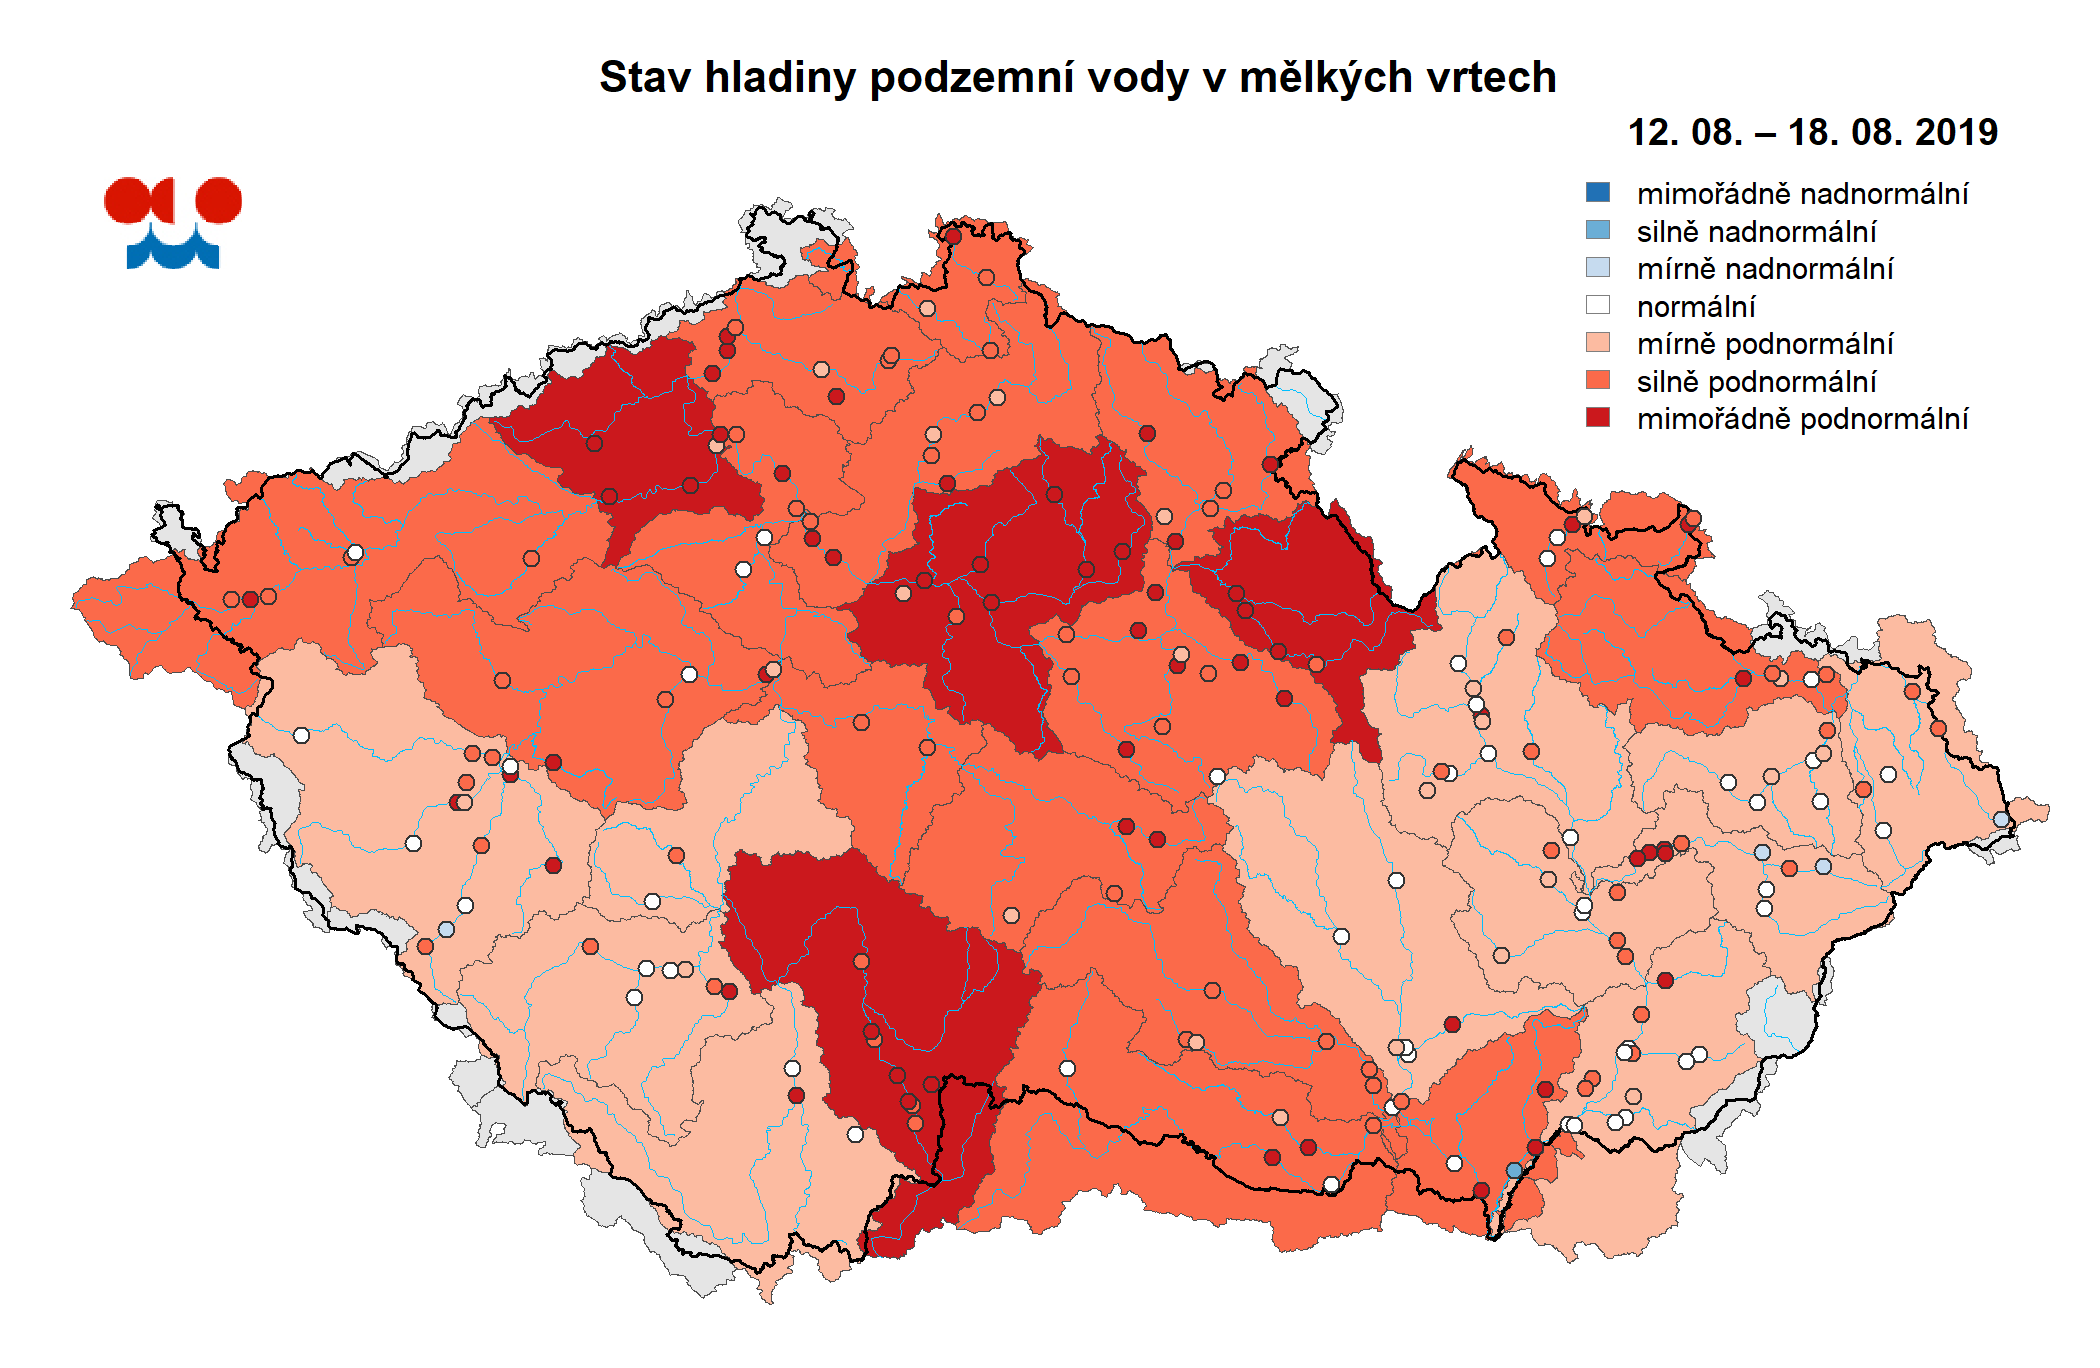 Stav hladiny podzemní vody v mělkých vrtech
12. 08. – 18. 08. 2019
mimořádně nadnormální
silně nadnormální
mírně nadnormální
normální
mírně podnormální
silně podnormální
mimořádně podnormální